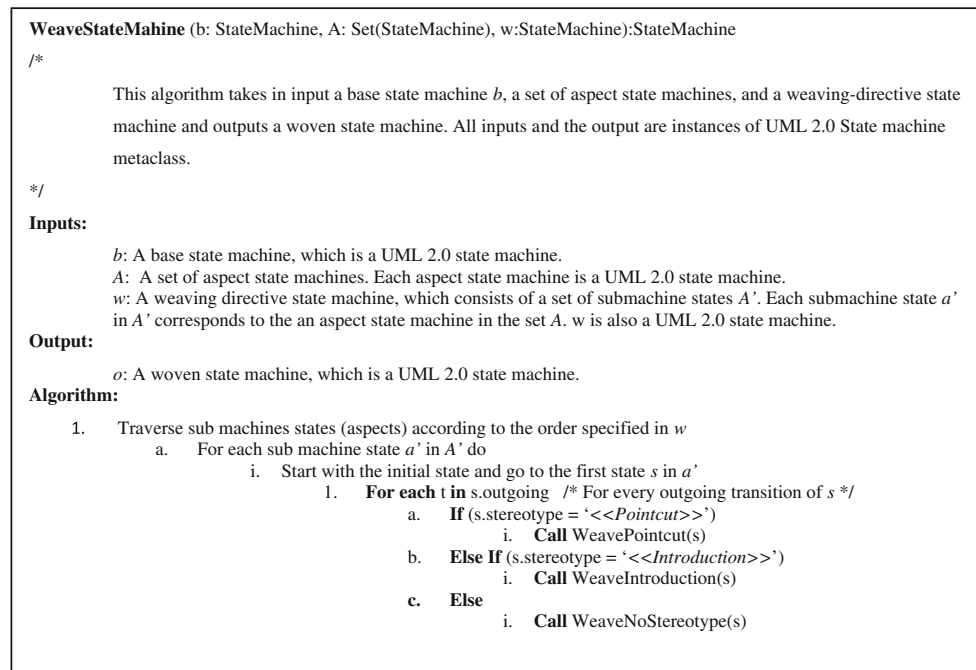 WeaveStateMahine (b: StateMachine, A: Set(StateMachine), w:StateMachine):StateMachine
/*
This algorithm takes in input a base state machine b, a set of aspect state machines, and a weaving-directive state
machine and outputs a woven state machine. All inputs and the output are instances of UML 2.0 State machine
metaclass.
*/
Inputs:
b: A base state machine, which is a UML 2.0 state machine.
A: A set of aspect state machines. Each aspect state machine is a UML 2.0 state machine.
w: A weaving directive state machine, which consists of a set of submachine states A’. Each submachine state a’
in A’ corresponds to the an aspect state machine in the set A. w is also a UML 2.0 state machine.
Output:
o: A woven state machine, which is a UML 2.0 state machine.
Algorithm:
1. Traverse sub machines states (aspects) according to the order specified in w
a. For each sub machine state a’ in A’ do
i. Start with the initial state and go to the first state s in a’
1. For each t in s.outgoing /* For every outgoing transition of s */
a. If (s.stereotype = ‘<<Pointcut>>’)
i. Call WeavePointcut(s)
b. Else If (s.stereotype = ‘<<Introduction>>’)
i. Call WeaveIntroduction(s)
c. Else
i. Call WeaveNoStereotype(s)